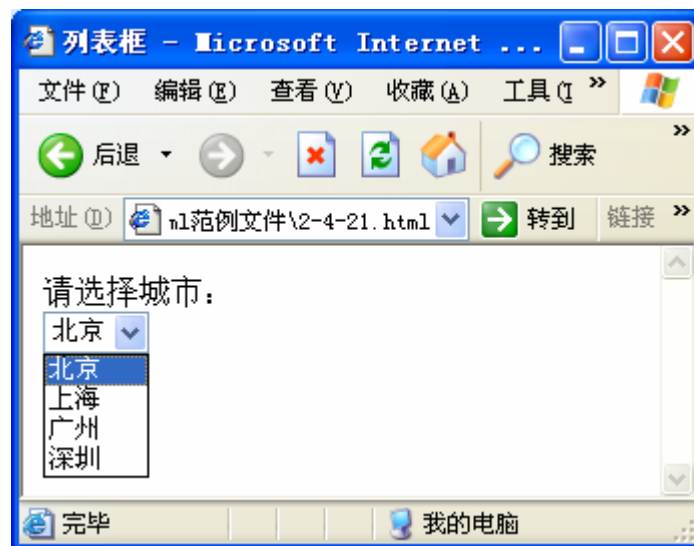 列表框 - Microsoft Internet ...
文件(F) 编辑(E) 查看(V) 收藏(A) 工具(T »
后退 搜索 »
地址(D) ml范例文件\2-4-21.html 转到 链接 »
请选择城市：
北京
北京
上海
广州
深圳
完毕 我的电脑